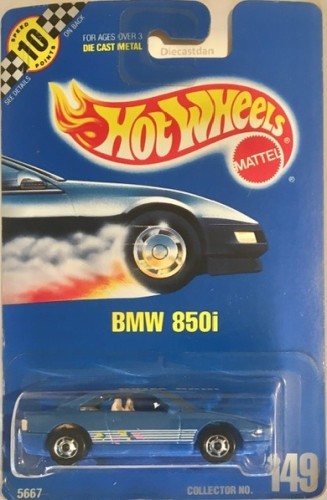 SPEED
10
POINTS
ON BACK
SEE DETAILS
FOR AGES OVER 3
DIE CAST METAL
Diecastdan
Hot Wheels
®
MATTEL
®
BMW 850i
5667
COLLECTOR NO. 149